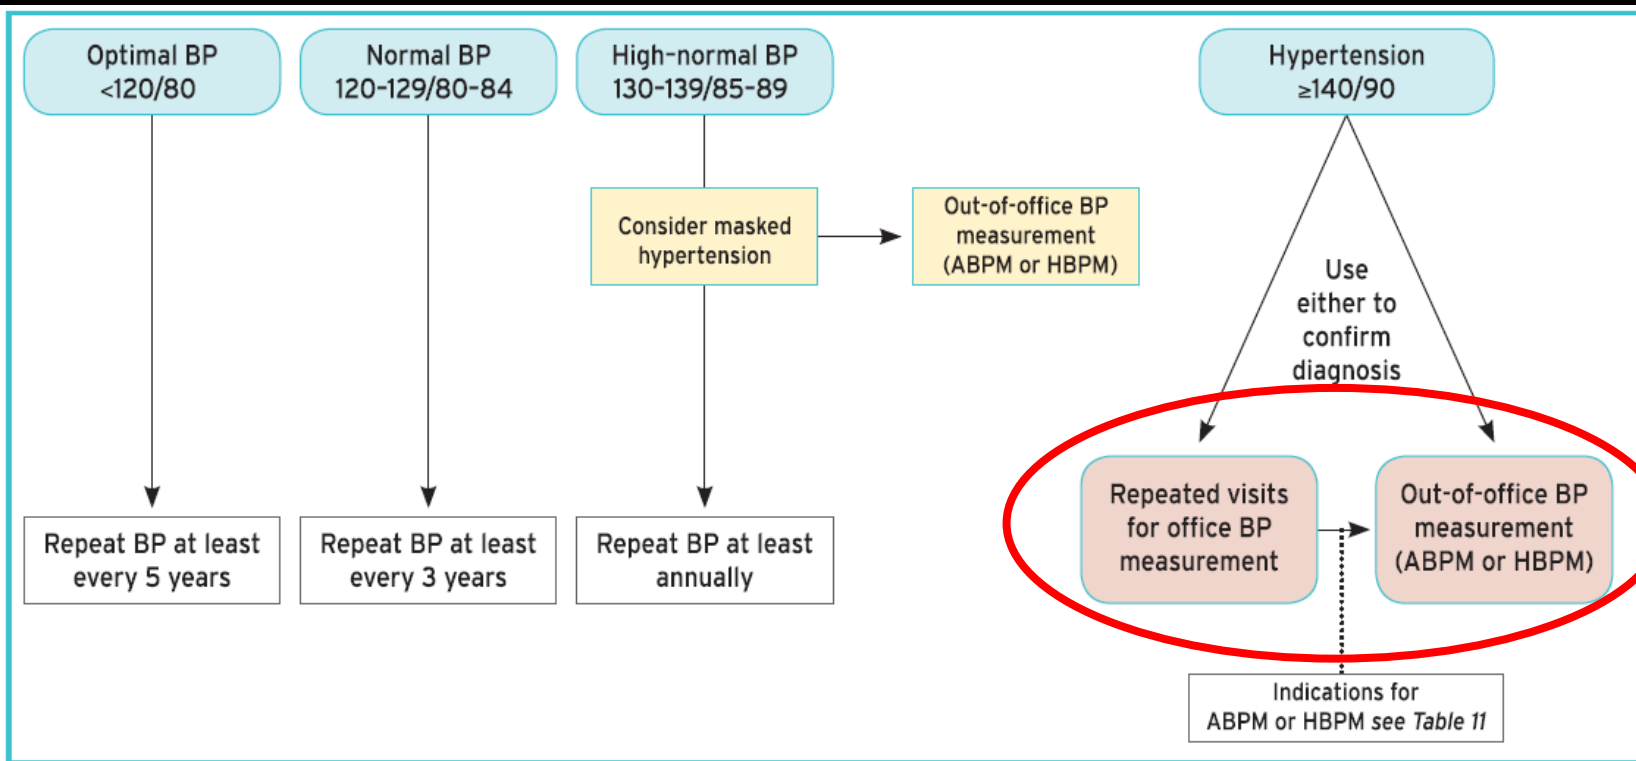 Optimal BP
<120/80
Normal BP
120-129/80-84
High-normal BP
130-139/85-89
Hypertension
≥140/90
Consider masked
hypertension
Out-of-office BP
measurement
(ABPM or HBPM)
Use
either to
confirm
diagnosis
Repeat BP at least
every 5 years
Repeat BP at least
every 3 years
Repeat BP at least
annually
Repeated visits
for office BP
measurement
Out-of-office BP
measurement
(ABPM or HBPM)
Indications for
ABPM or HBPM see Table 11